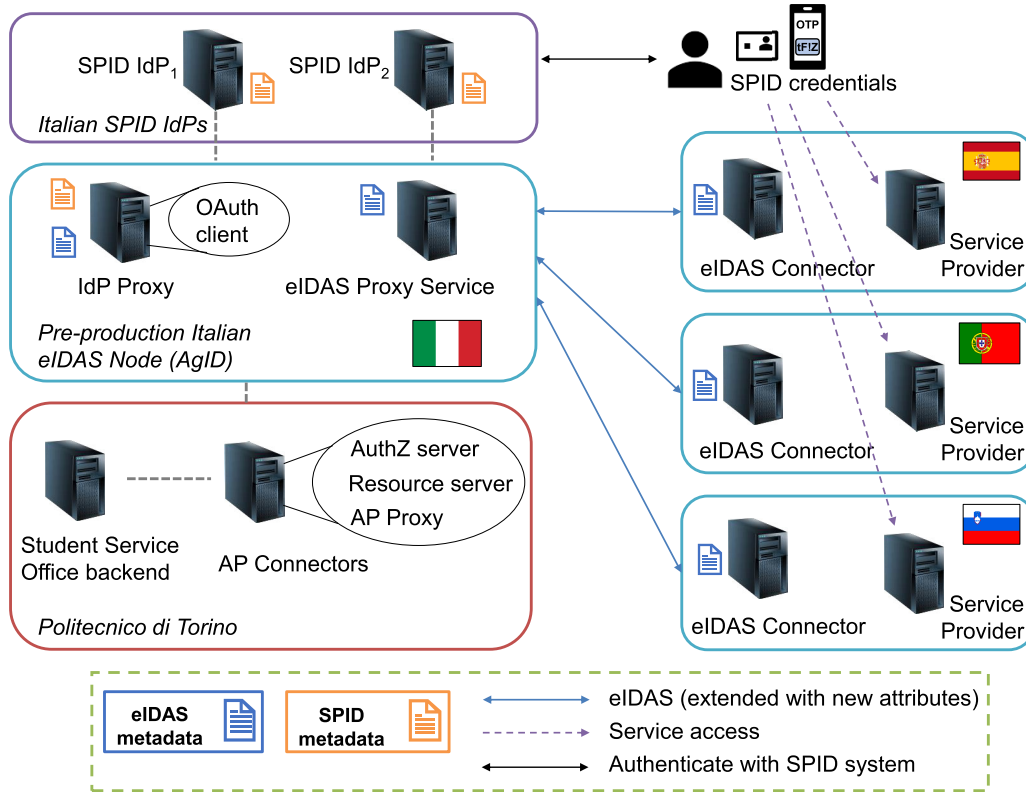 SPID IdP1
SPID IdP2
Italian SPID IdPs
OTP
tF!Z
SPID credentials
OAuth
client
IdP Proxy
eIDAS Proxy Service
Pre-production Italian
eIDAS Node (AgID)
eIDAS Connector
Service
Provider
eIDAS Connector
Service
Provider
eIDAS Connector
Service
Provider
AuthZ server
Resource server
AP Proxy
Student Service
Office backend
AP Connectors
Politecnico di Torino
eIDAS
metadata
SPID
metadata
eIDAS (extended with new attributes)
Service access
Authenticate with SPID system